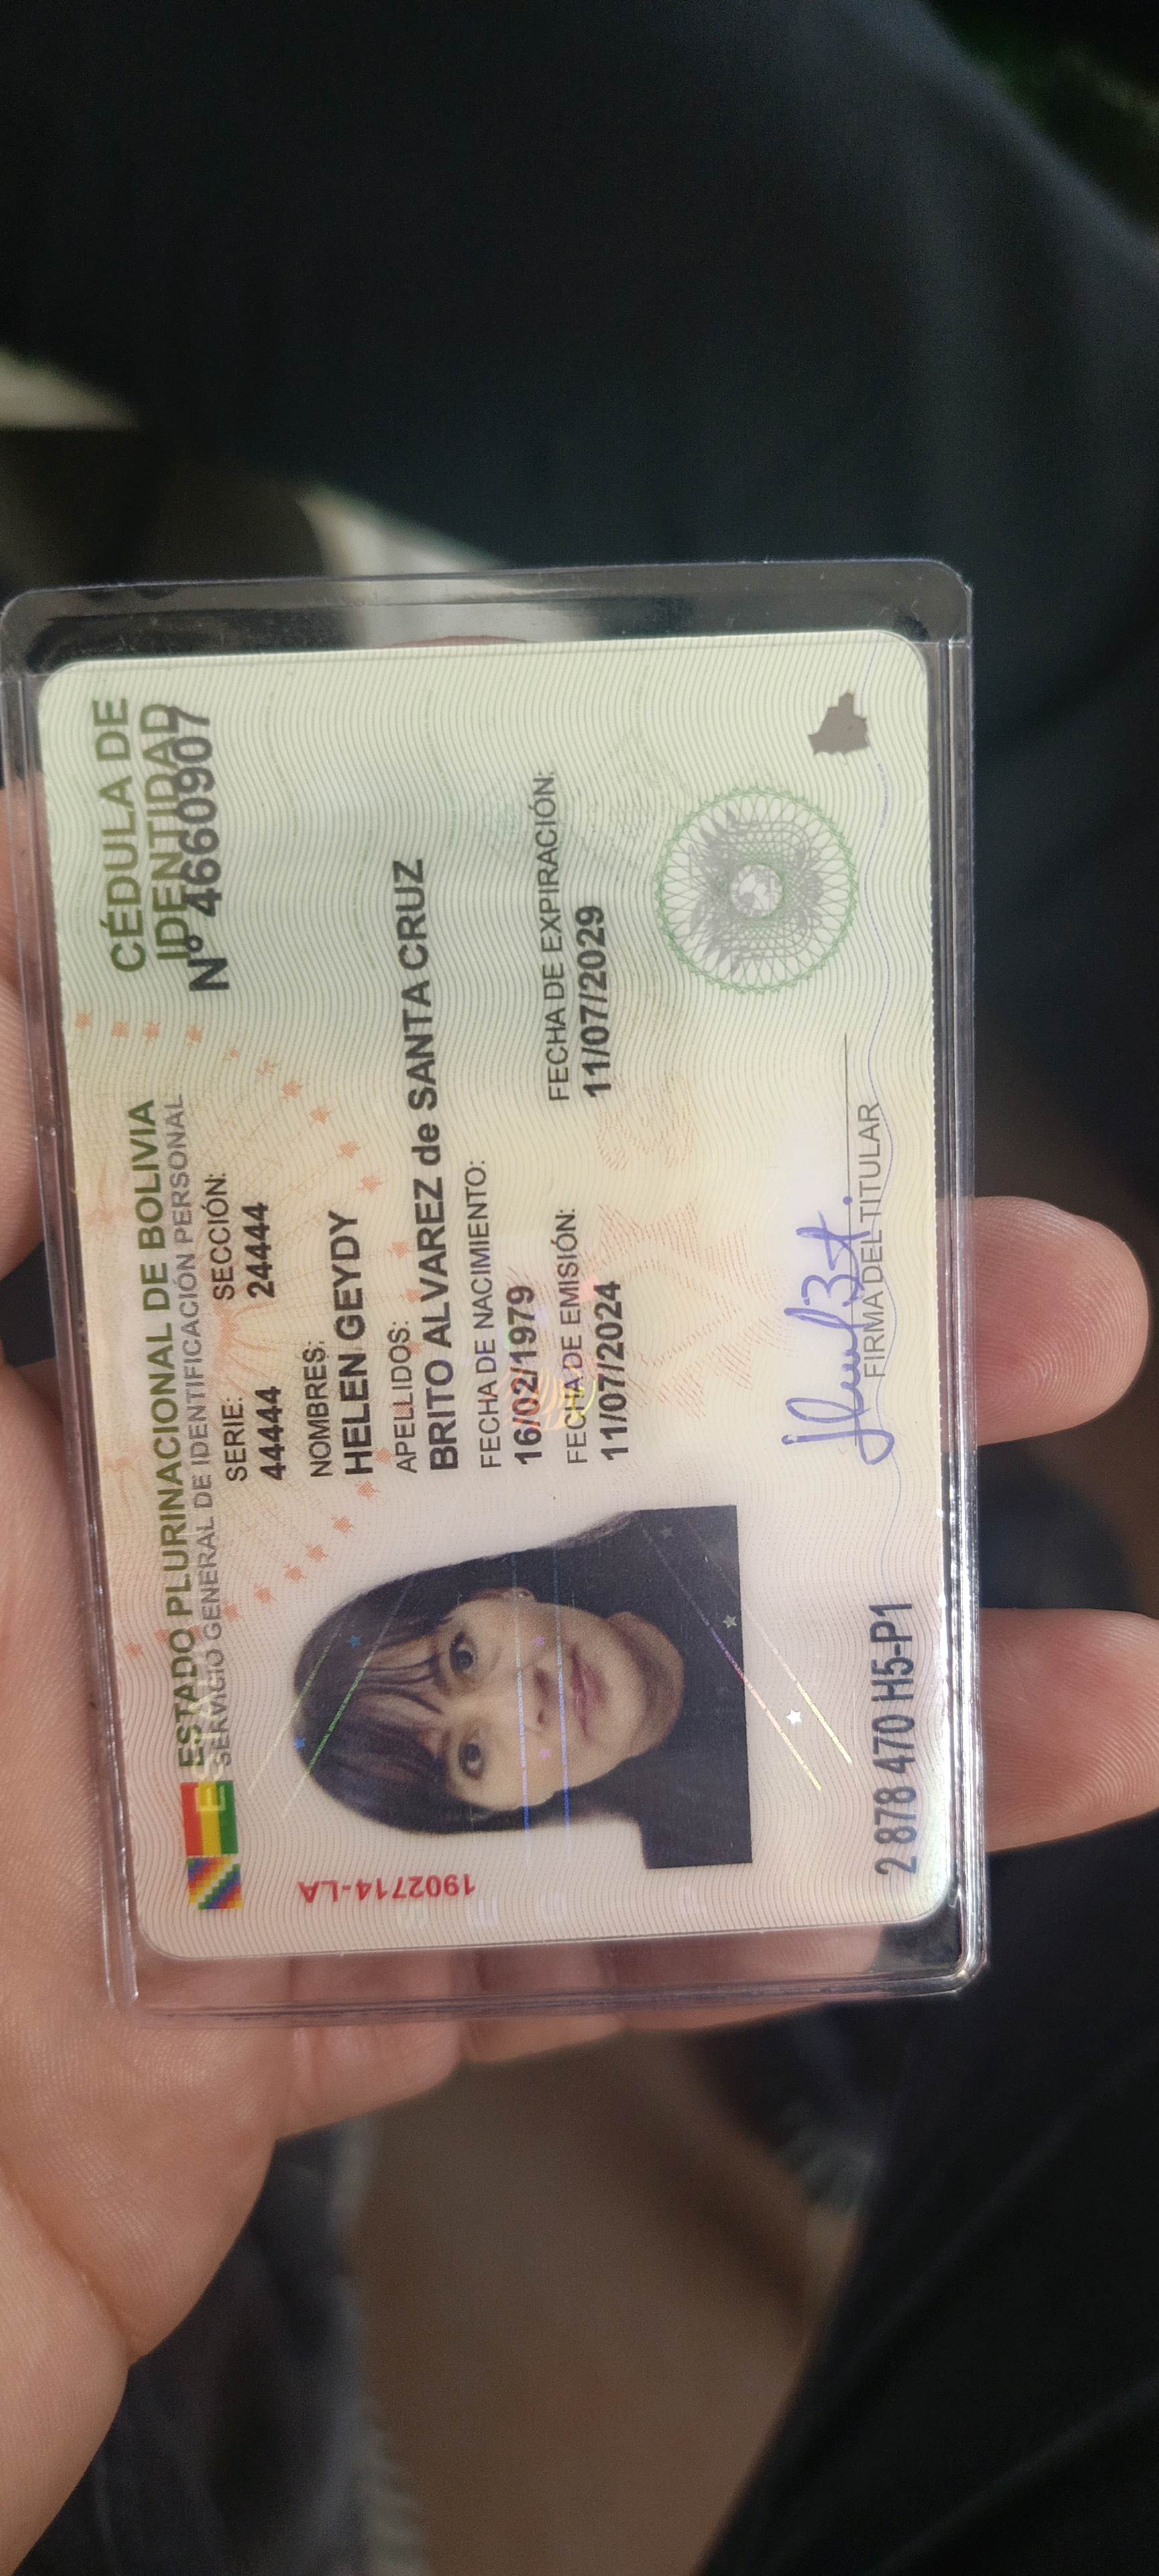 ESTADO PLURINACIONAL DE BOLIVIA
SERVICIO GENERAL DE IDENTIFICACIÓN PERSONAL
CÉDULA DE
IDENTIDAD
Nº 4660907
SERIE: SECCIÓN:
44444 24444
NOMBRES:
HELEN GEYDY
APELLIDOS:
BRITO ALVAREZ de SANTA CRUZ
FECHA DE NACIMIENTO:
16/02/1979
FECHA DE EMISIÓN: FECHA DE EXPIRACIÓN:
11/07/2024 11/07/2029
1902714-LA
FIRMA DEL TITULAR
2 878 470 H5-P1